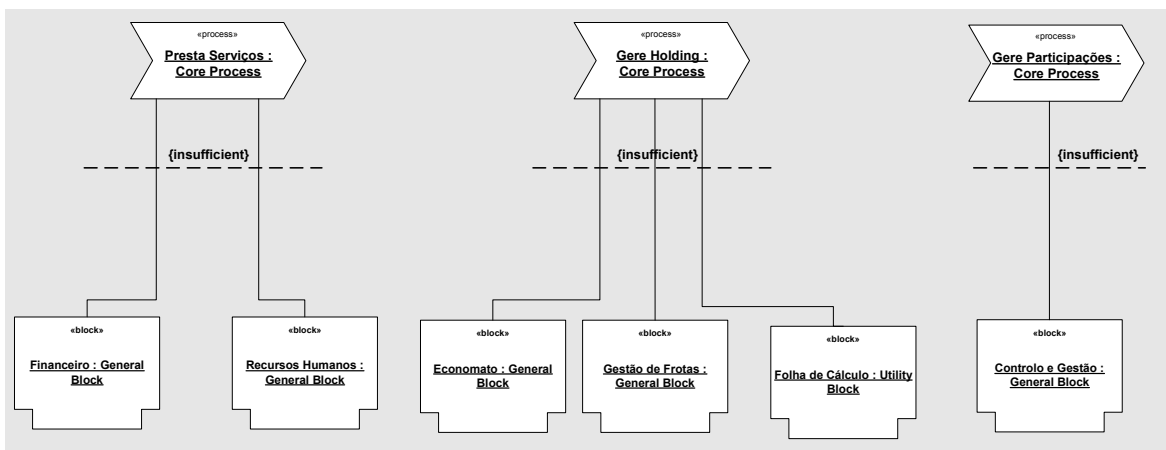 «process»
Presta Serviços :
Core Process
«process»
Gere Holding :
Core Process
«process»
Gere Participações :
Core Process
{insufficient}
{insufficient}
{insufficient}
«block»
Financeiro : General
Block
«block»
Recursos Humanos :
General Block
«block»
Economato : General
Block
«block»
Gestão de Frotas :
General Block
«block»
Folha de Cálculo : Utility
Block
«block»
Controlo e Gestão :
General Block